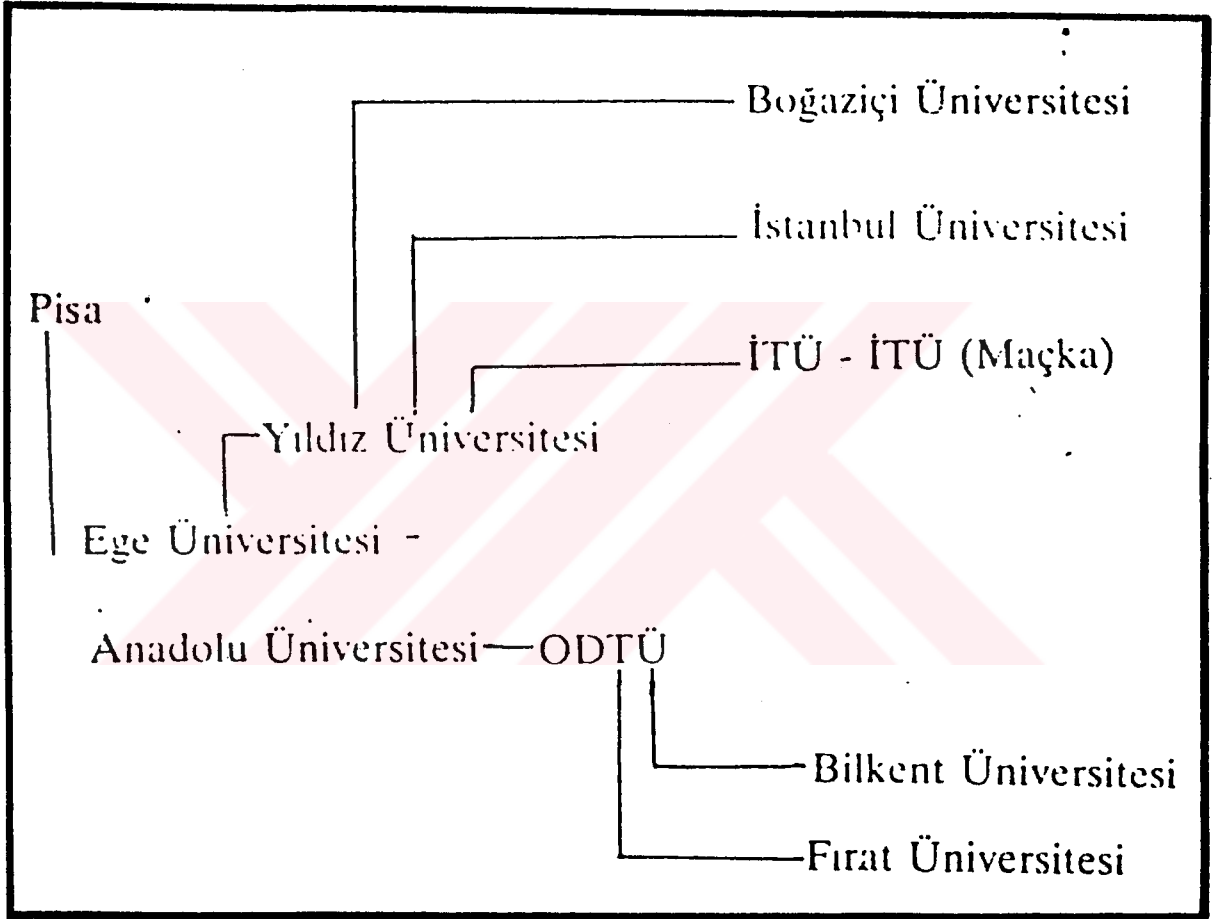 Boğaziçi Üniversitesi
İstanbul Üniversitesi
Pisa
İTÜ - İTÜ (Maçka)
Yıldız Üniversitesi
Ege Üniversitesi -
Anadolu Üniversitesi—ODTÜ
Bilkent Üniversitesi
Fırat Üniversitesi